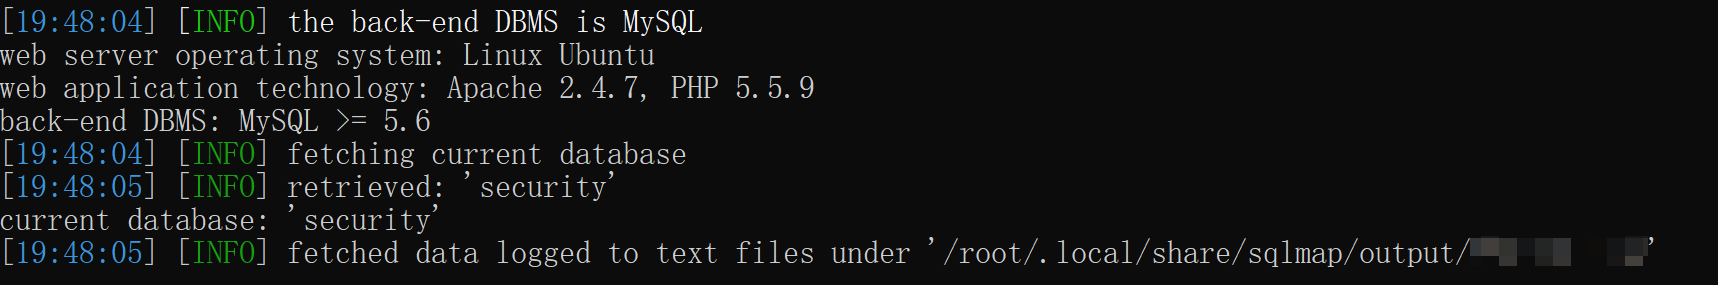 [19:48:04] [INFO] the back-end DBMS is MySQL
web server operating system: Linux Ubuntu
web application technology: Apache 2.4.7, PHP 5.5.9
back-end DBMS: MySQL >= 5.6
[19:48:04] [INFO] fetching current database
[19:48:05] [INFO] retrieved: 'security'
current database: 'security'
[19:48:05] [INFO] fetched data logged to text files under '/root/.local/share/sqlmap/output/'